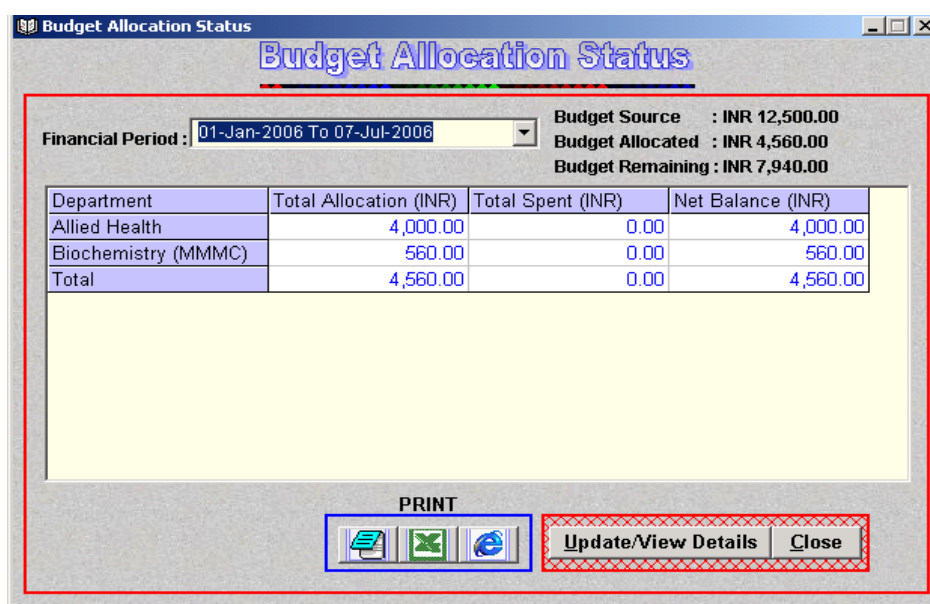 Budget Allocation Status
Budget Allocation Status
Financial Period : 01-Jan-2006 To 07-Jul-2006
Budget Source : INR 12,500.00
Budget Allocated : INR 4,560.00
Budget Remaining : INR 7,940.00
Department Total Allocation (INR) Total Spent (INR) Net Balance (INR)
Allied Health 4,000.00 0.00 4,000.00
Biochemistry (MMMC) 560.00 0.00 560.00
Total 4,560.00 0.00 4,560.00
PRINT
Update/View Details Close